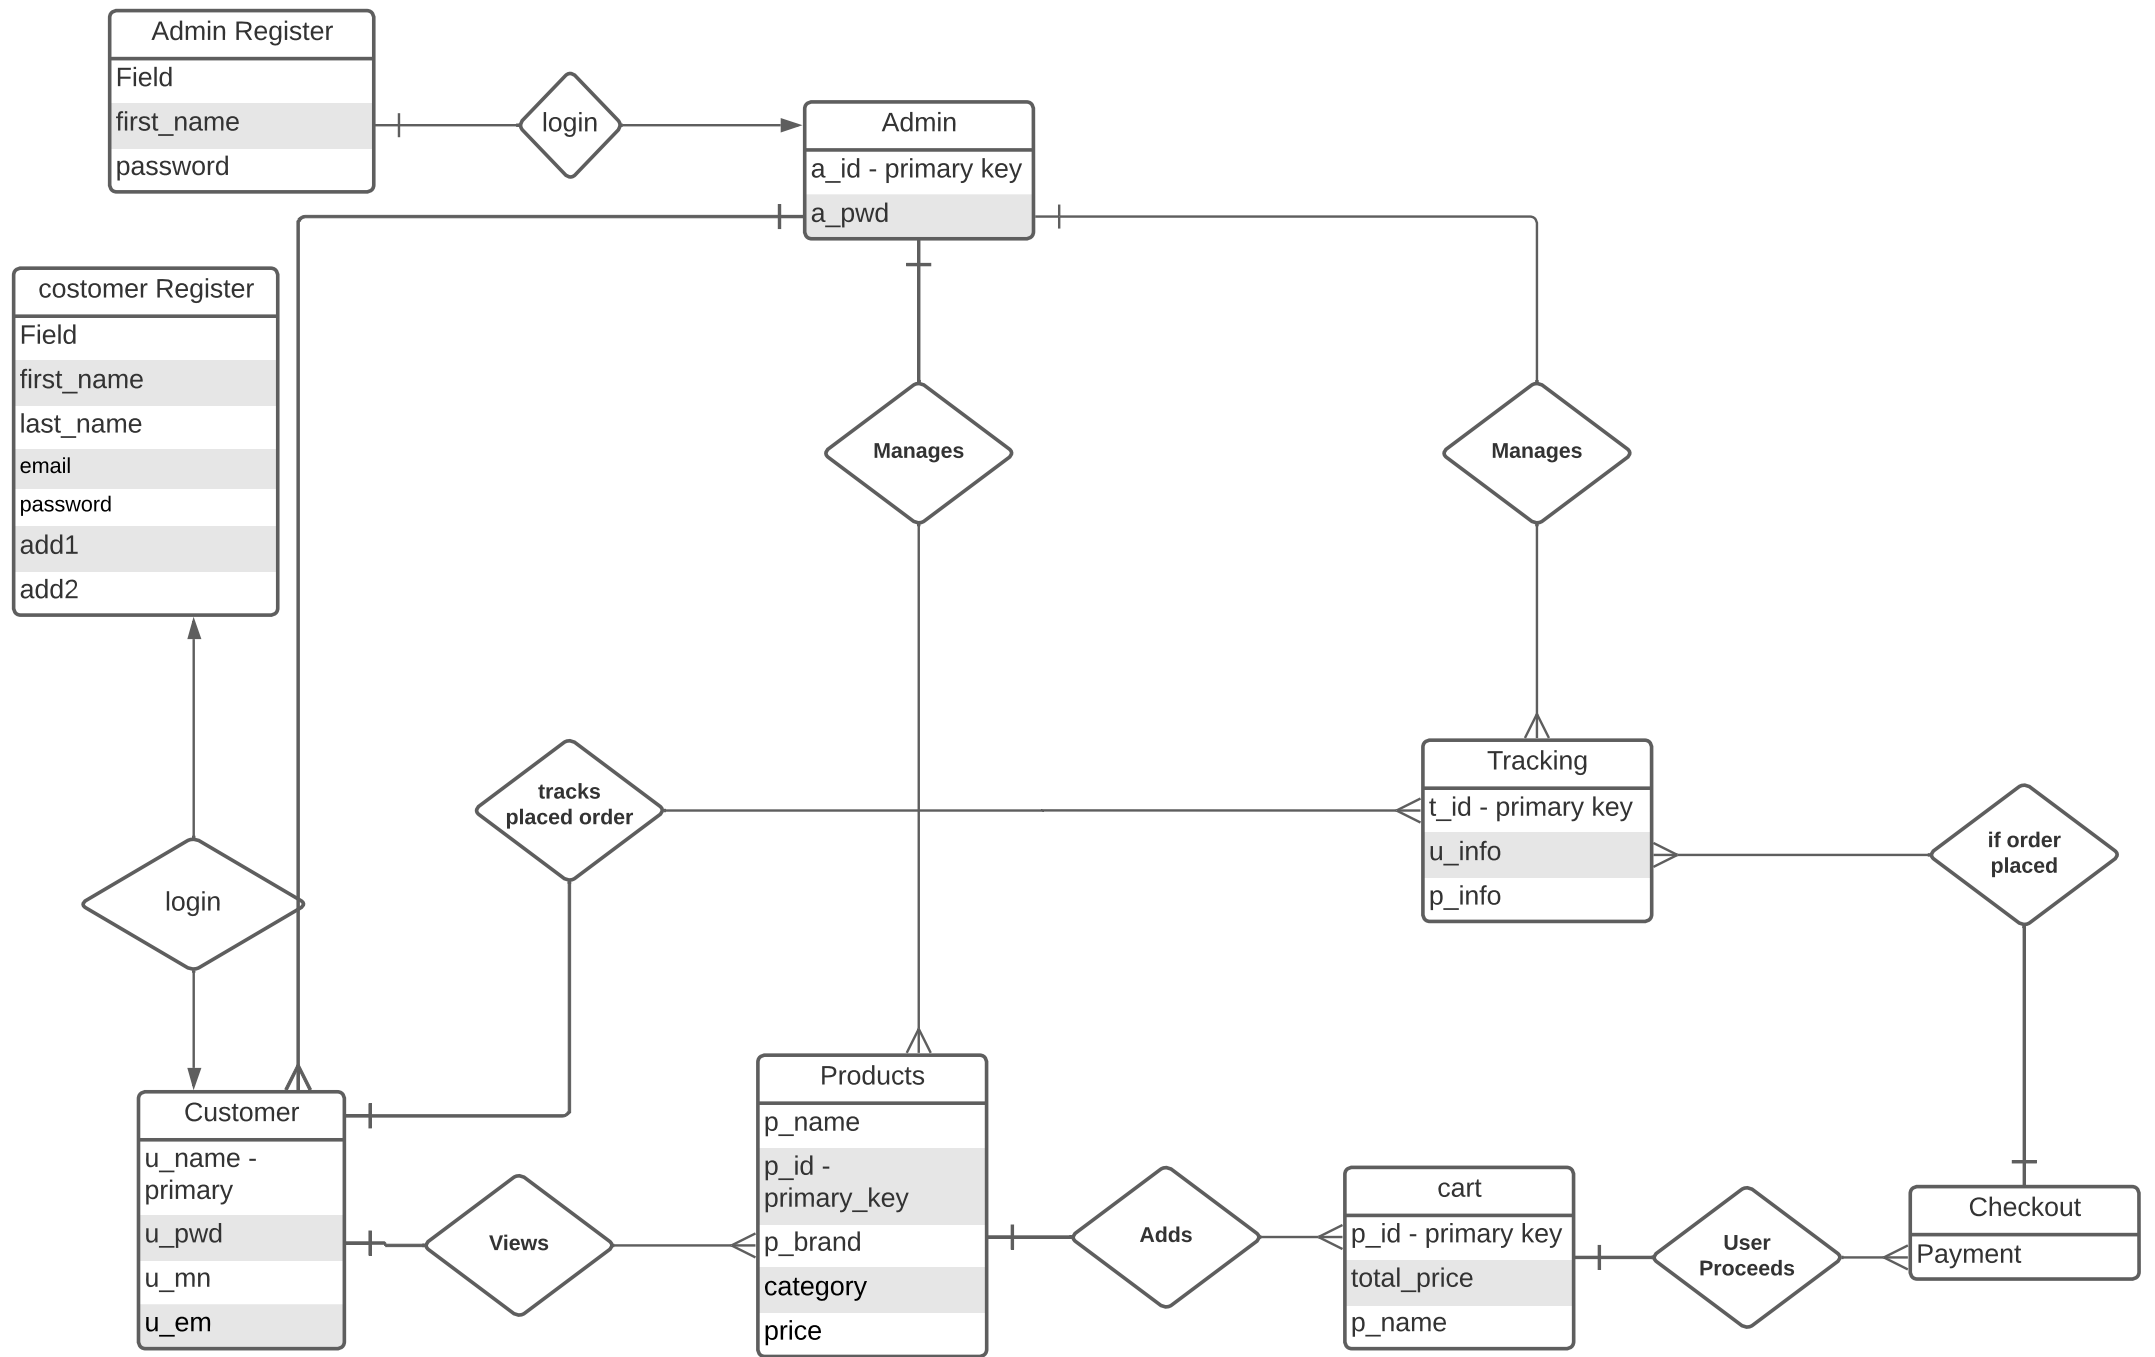 Admin Register
Field
first_name
password
login
Admin
a_id - primary key
a_pwd
costomer Register
Field
first_name
last_name
email
password
add1
add2
Manages
Manages
tracks
placed order
Tracking
t_id - primary key
u_info
p_info
if order
placed
login
Customer
u_name -
primary
u_pwd
u_mn
u_em
Views
Products
p_name
p_id -
primary_key
p_brand
category
price
Adds
cart
p_id - primary key
total_price
p_name
User
Proceeds
Checkout
Payment